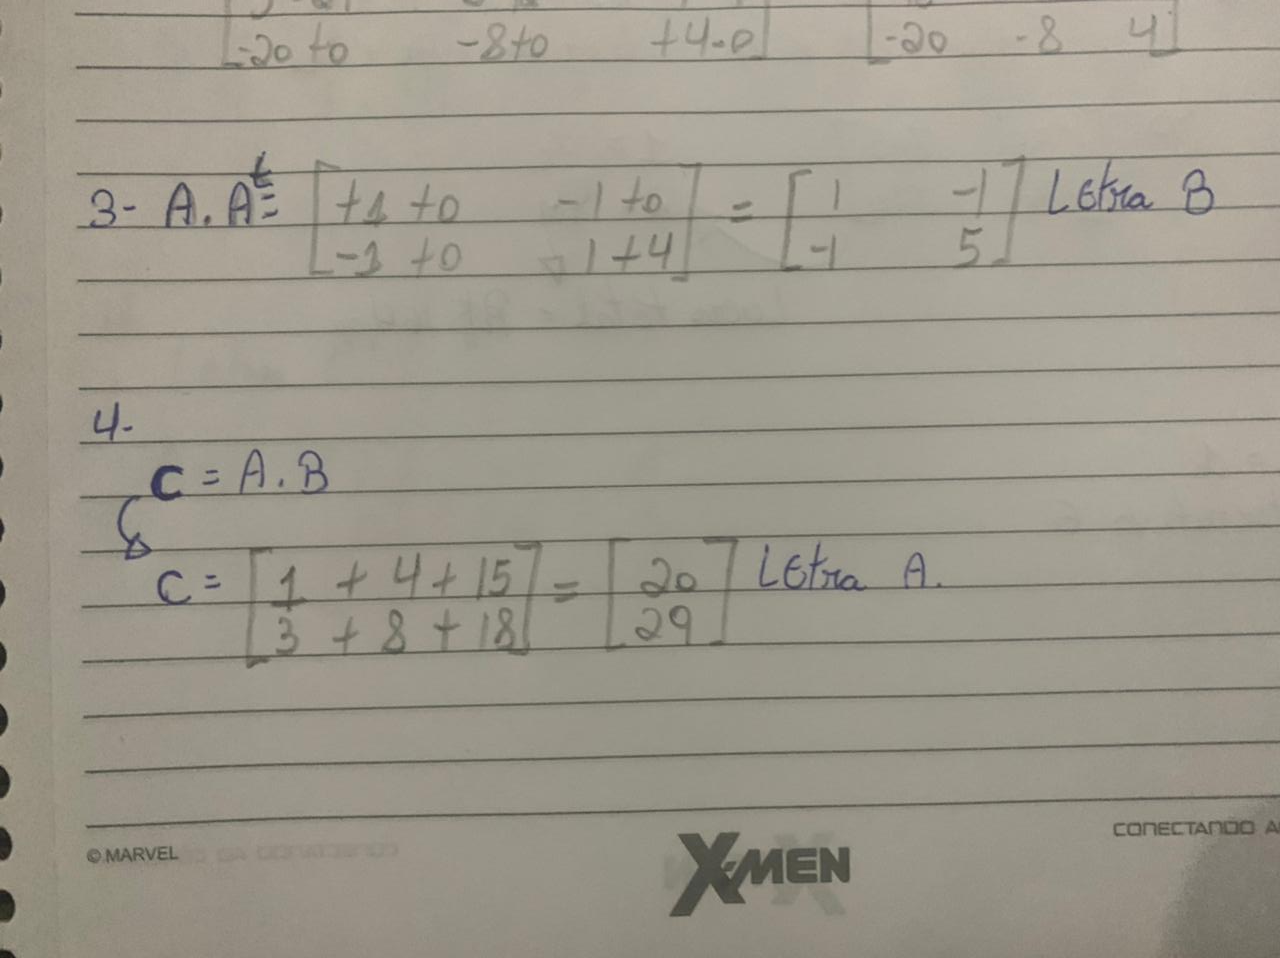 -20 +0 -8+0 +4-0 -20 -8 4
3- A.Aᵗ= [+1 +0 -1 +0 = [1 -1] Letra B
-1 +0 1+4] -1 5]
4-
C = A.B
C = [1 + 4 + 15] = [20] Letra A.
3 + 8 + 18 29
© MARVEL
X-MEN
CONECTANDO